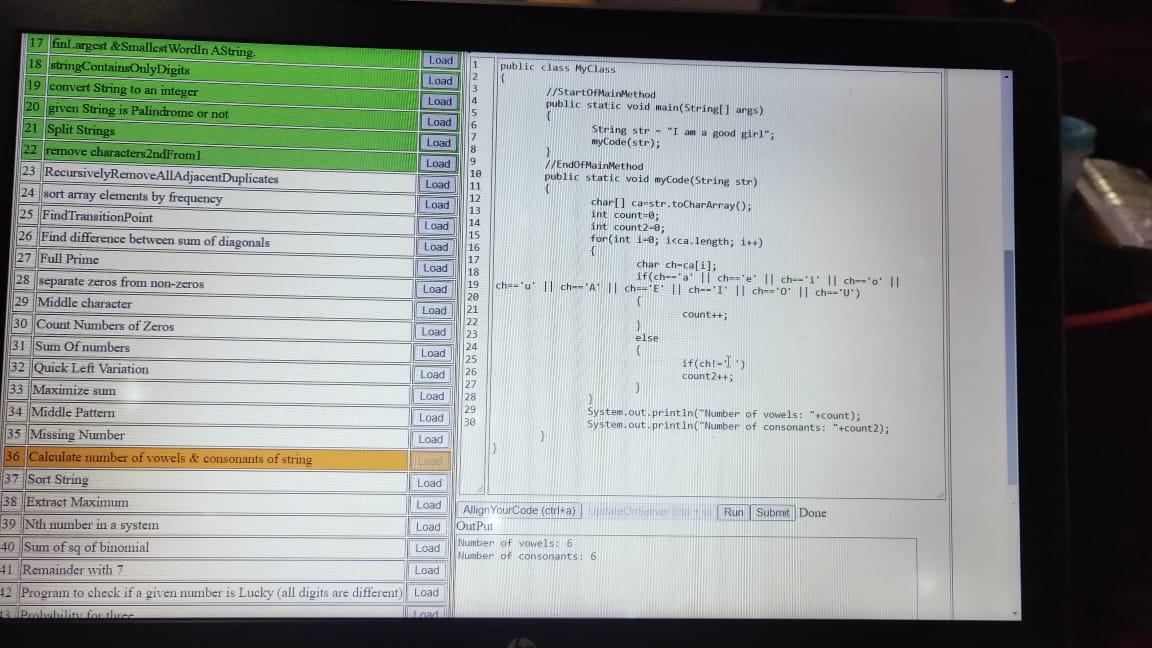 17 finLargest &SmallestWordIn AString. Load
18 stringContainsOnlyDigits Load
19 convert String to an integer Load
20 given String is Palindrome or not Load
21 Split Strings Load
22 remove characters2ndFrom1 Load
23 RecursivelyRemoveAllAdjacentDuplicates Load
24 sort array elements by frequency Load
25 FindTransitionPoint Load
26 Find difference between sum of diagonals Load
27 Full Prime Load
28 separate zeros from non-zeros Load
29 Middle character Load
30 Count Numbers of Zeros Load
31 Sum Of numbers Load
32 Quick Left Variation Load
33 Maximize sum Load
34 Middle Pattern Load
35 Missing Number Load
36 Calculate number of vowels & consonants of string Load
37 Sort String Load
38 Extract Maximum Load
39 Nth number in a system Load
40 Sum of sq of binomial Load
41 Remainder with 7 Load
42 Program to check if a given number is Lucky (all digits are different) Load
43 Probability for three Load
1
2
3
4
5
6
7
8
9
10
11
12
13
14
15
16
17
18
19
20
21
22
23
24
25
26
27
28
29
30
public class MyClass
{
//StartOfMainMethod
public static void main(String[] args)
{
String str = "I am a good girl";
myCode(str);
}
//EndOfMainMethod
public static void myCode(String str)
{
char[] ca=str.toCharArray();
int count=0;
int count2=0;
for(int i=0; i<ca.length; i++)
{
char ch=ca[i];
if(ch=='a' || ch=='e' || ch=='i' || ch=='o' ||
ch=='u' || ch=='A' || ch=='E' || ch=='I' || ch=='O' || ch=='U')
{
count++;
}
else
{
if(ch!=' ')
count2++;
}
}
System.out.println("Number of vowels: "+count);
System.out.println("Number of consonants: "+count2);
}
}
AllignYourCode (ctrl+a) UpdateOnServer (ctrl + s) Run Submit Done
OutPut
Number of vowels: 6
Number of consonants: 6